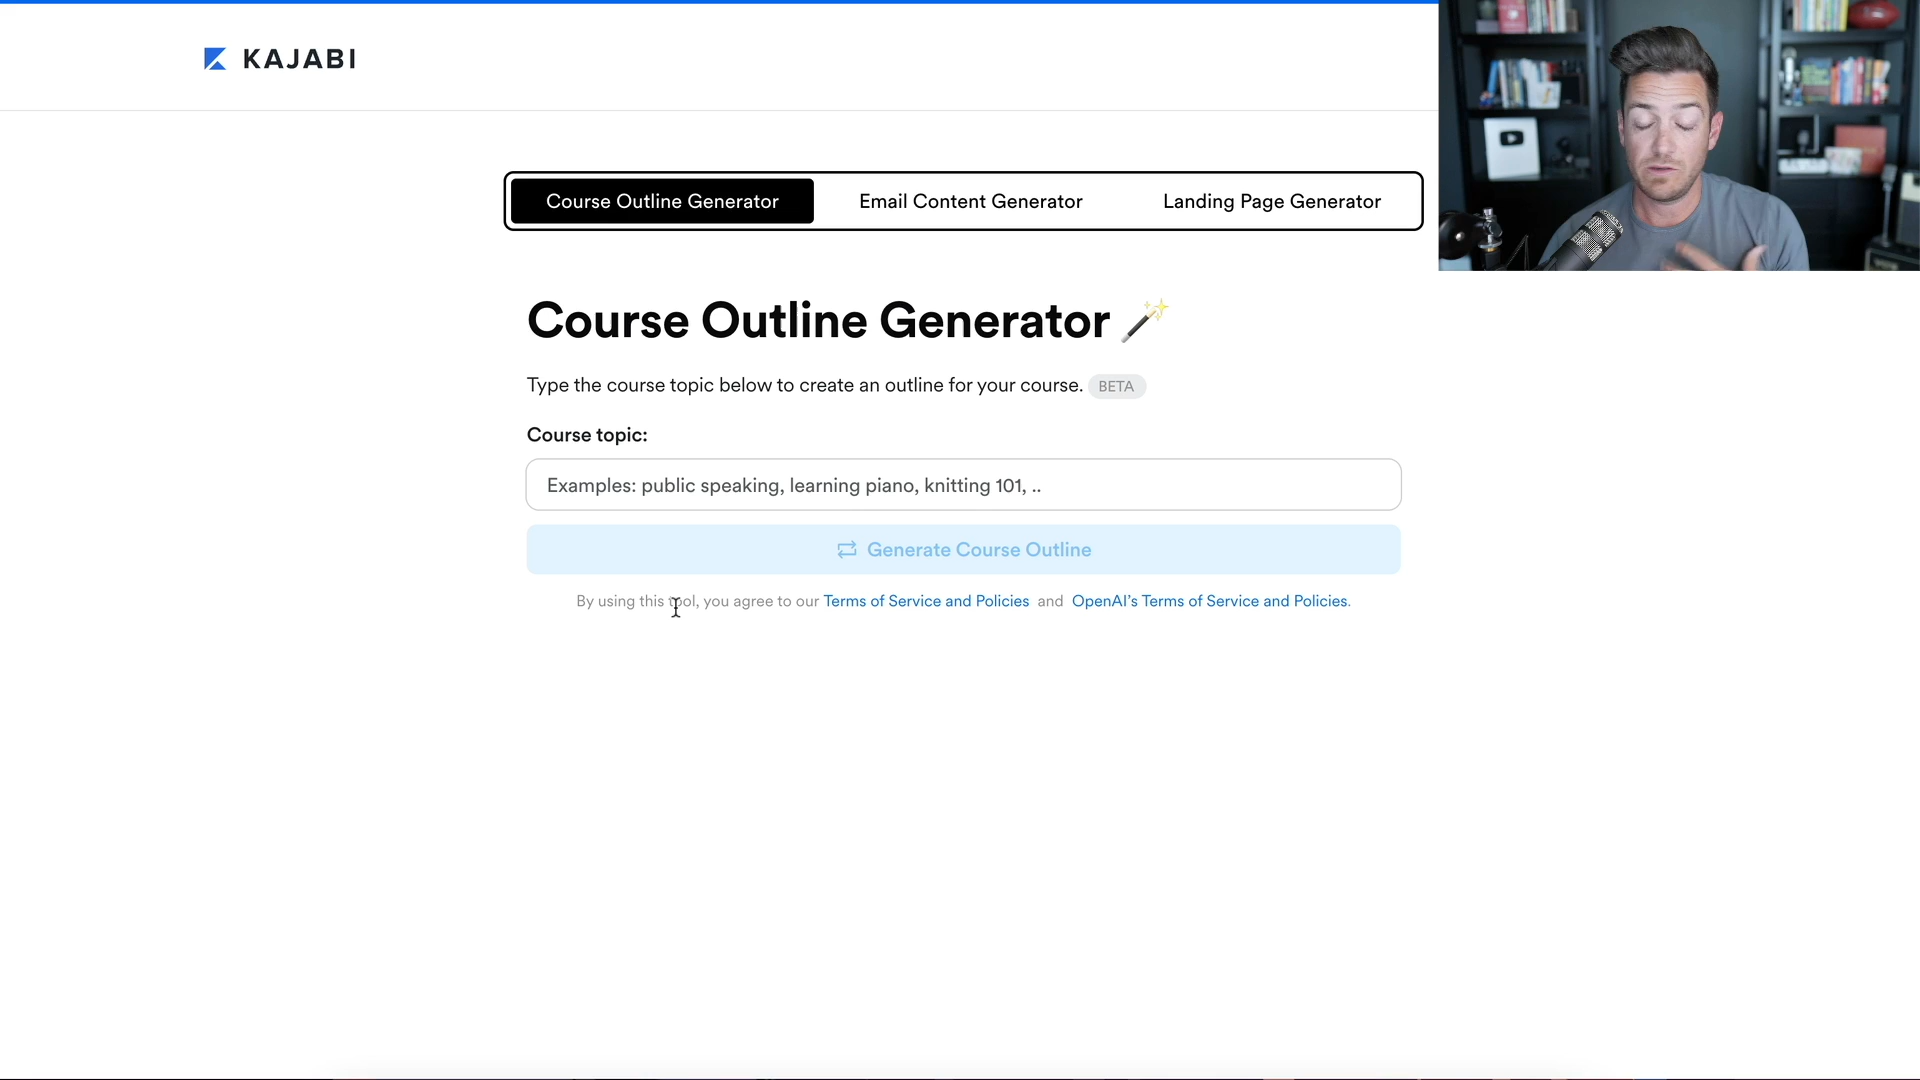 KAJABI
Course Outline Generator
Email Content Generator
Landing Page Generator
Course Outline Generator
Type the course topic below to create an outline for your course. BETA
Course topic:
Examples: public speaking, learning piano, knitting 101, ..
Generate Course Outline
By using this tool, you agree to our Terms of Service and Policies and OpenAI's Terms of Service and Policies.